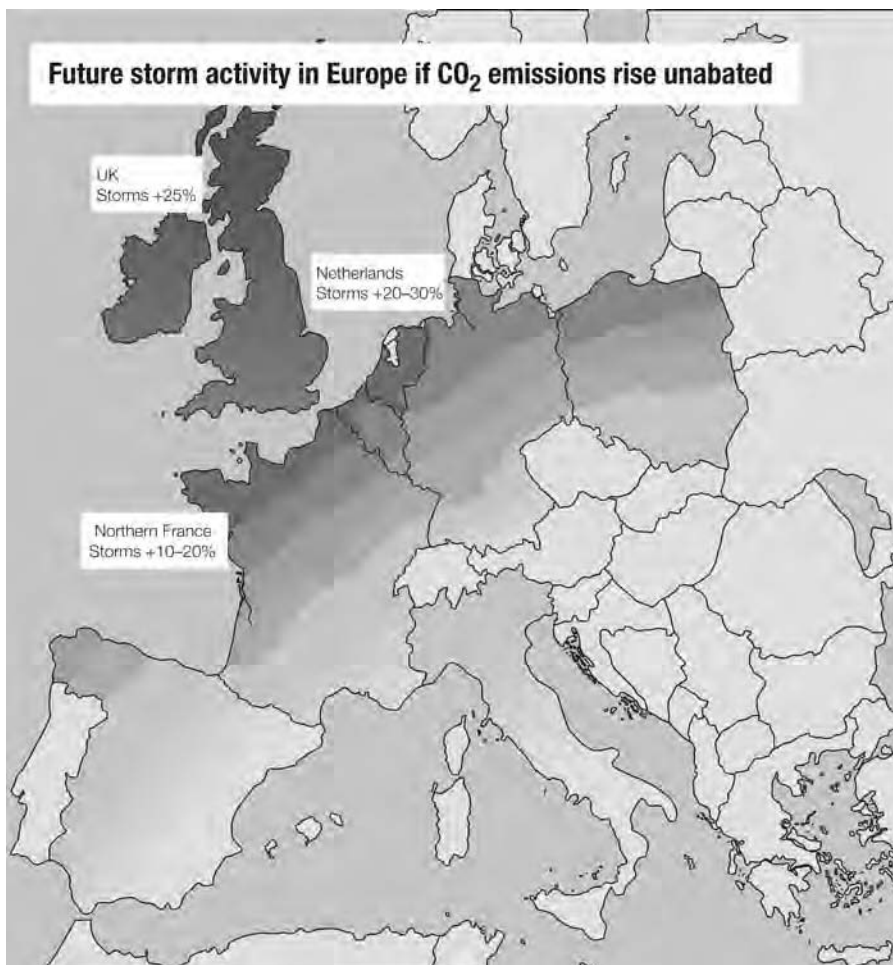 Future storm activity in Europe if CO₂ emissions rise unabated
UK
Storms +25%
Netherlands
Storms +20–30%
Northern France
Storms +10–20%